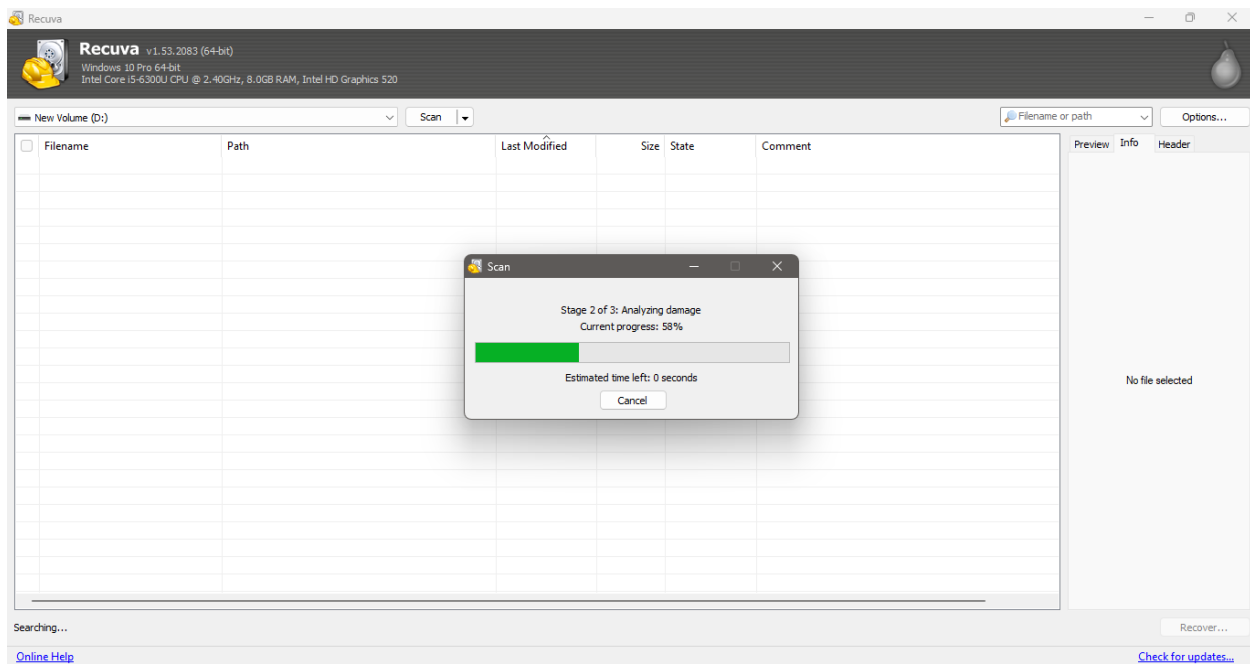 Recuva
Recuva v1.53.2083 (64-bit)
Windows 10 Pro 64-bit
Intel Core i5-6300U CPU @ 2.40GHz, 8.0GB RAM, Intel HD Graphics 520
New Volume (D:) Scan Filename or path Options...
Filename Path Last Modified Size State Comment Preview Info Header
Scan
Stage 2 of 3: Analyzing damage
Current progress: 58%
Estimated time left: 0 seconds
Cancel
No file selected
Searching... Recover...
Online Help Check for updates...